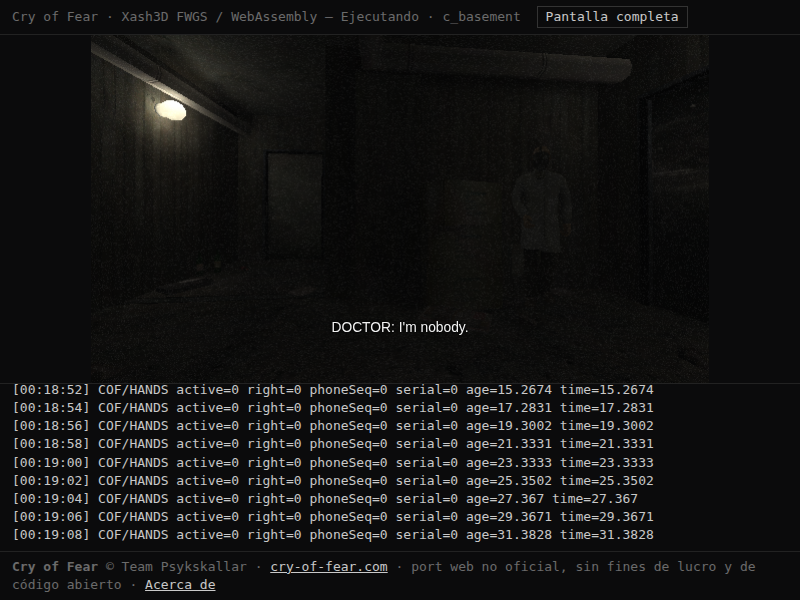 Cry of Fear · Xash3D FWGS / WebAssembly — Ejecutando · c_basement
Pantalla completa
DOCTOR: I'm nobody.
[00:18:52] COF/HANDS active=0 right=0 phoneSeq=0 serial=0 age=15.2674 time=15.2674
[00:18:54] COF/HANDS active=0 right=0 phoneSeq=0 serial=0 age=17.2831 time=17.2831
[00:18:56] COF/HANDS active=0 right=0 phoneSeq=0 serial=0 age=19.3002 time=19.3002
[00:18:58] COF/HANDS active=0 right=0 phoneSeq=0 serial=0 age=21.3331 time=21.3331
[00:19:00] COF/HANDS active=0 right=0 phoneSeq=0 serial=0 age=23.3333 time=23.3333
[00:19:02] COF/HANDS active=0 right=0 phoneSeq=0 serial=0 age=25.3502 time=25.3502
[00:19:04] COF/HANDS active=0 right=0 phoneSeq=0 serial=0 age=27.367 time=27.367
[00:19:06] COF/HANDS active=0 right=0 phoneSeq=0 serial=0 age=29.3671 time=29.3671
[00:19:08] COF/HANDS active=0 right=0 phoneSeq=0 serial=0 age=31.3828 time=31.3828
Cry of Fear © Team Psykskallar · cry-of-fear.com · port web no oficial, sin fines de lucro y de
código abierto · Acerca de